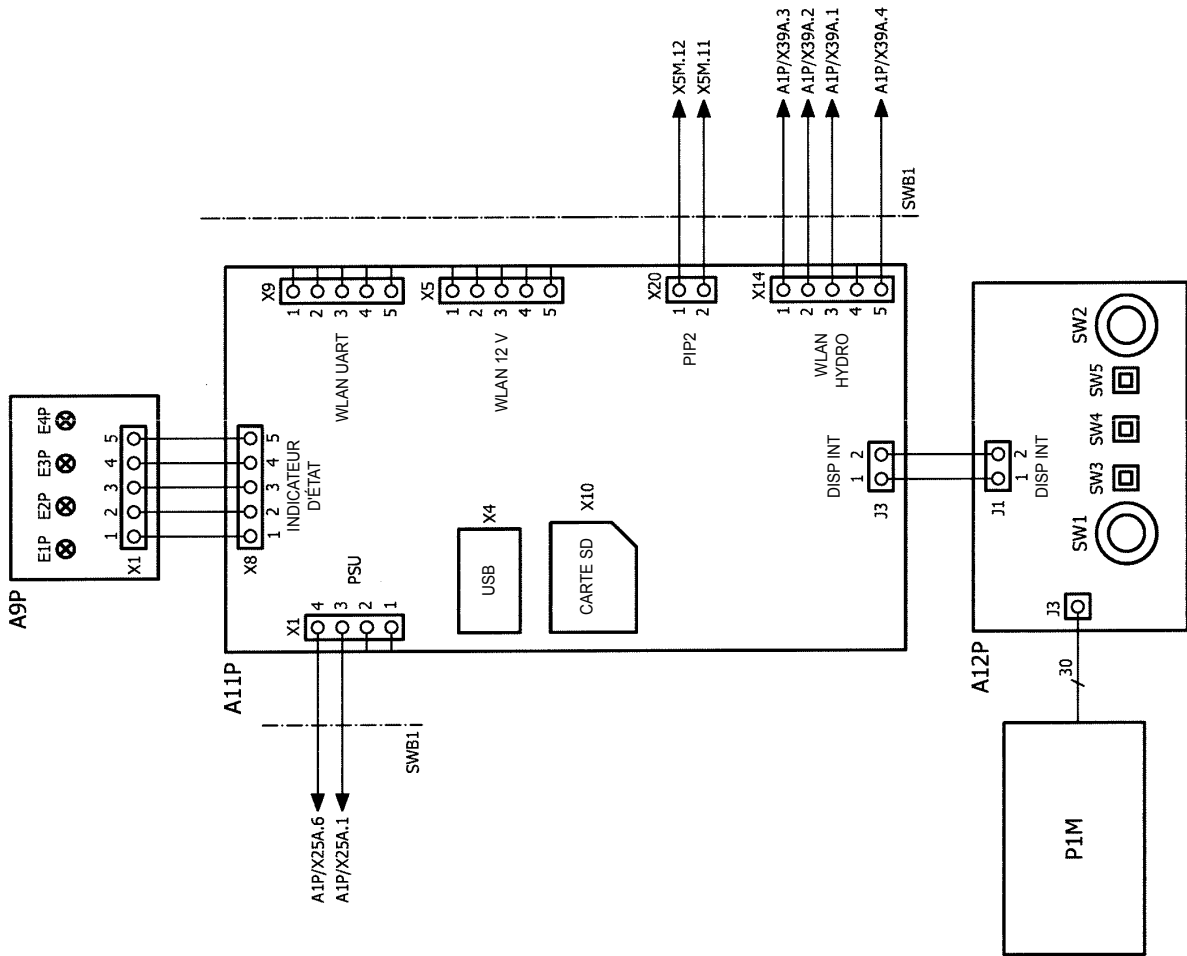 A9P
E1P E2P E3P E4P
X1
1 2 3 4 5
A11P
X8
1 2 3 4 5
INDICATEUR
D'ÉTAT
X1
4
3
2
1
PSU
A1P/X25A.6
A1P/X25A.1
SWB1
X4
USB
X10
CARTE SD
X9
1
2
3
4
5
WLAN UART
X5
1
2
3
4
5
WLAN 12 V
X20
1
2
PIP2
X5M.12
X5M.11
X14
1
2
3
4
5
WLAN
HYDRO
A1P/X39A.3
A1P/X39A.2
A1P/X39A.1
A1P/X39A.4
SWB1
DISP INT
1 2
J3
J1
1 2
DISP INT
A12P
J3
30
SW1
SW3
SW4
SW5
SW2
P1M